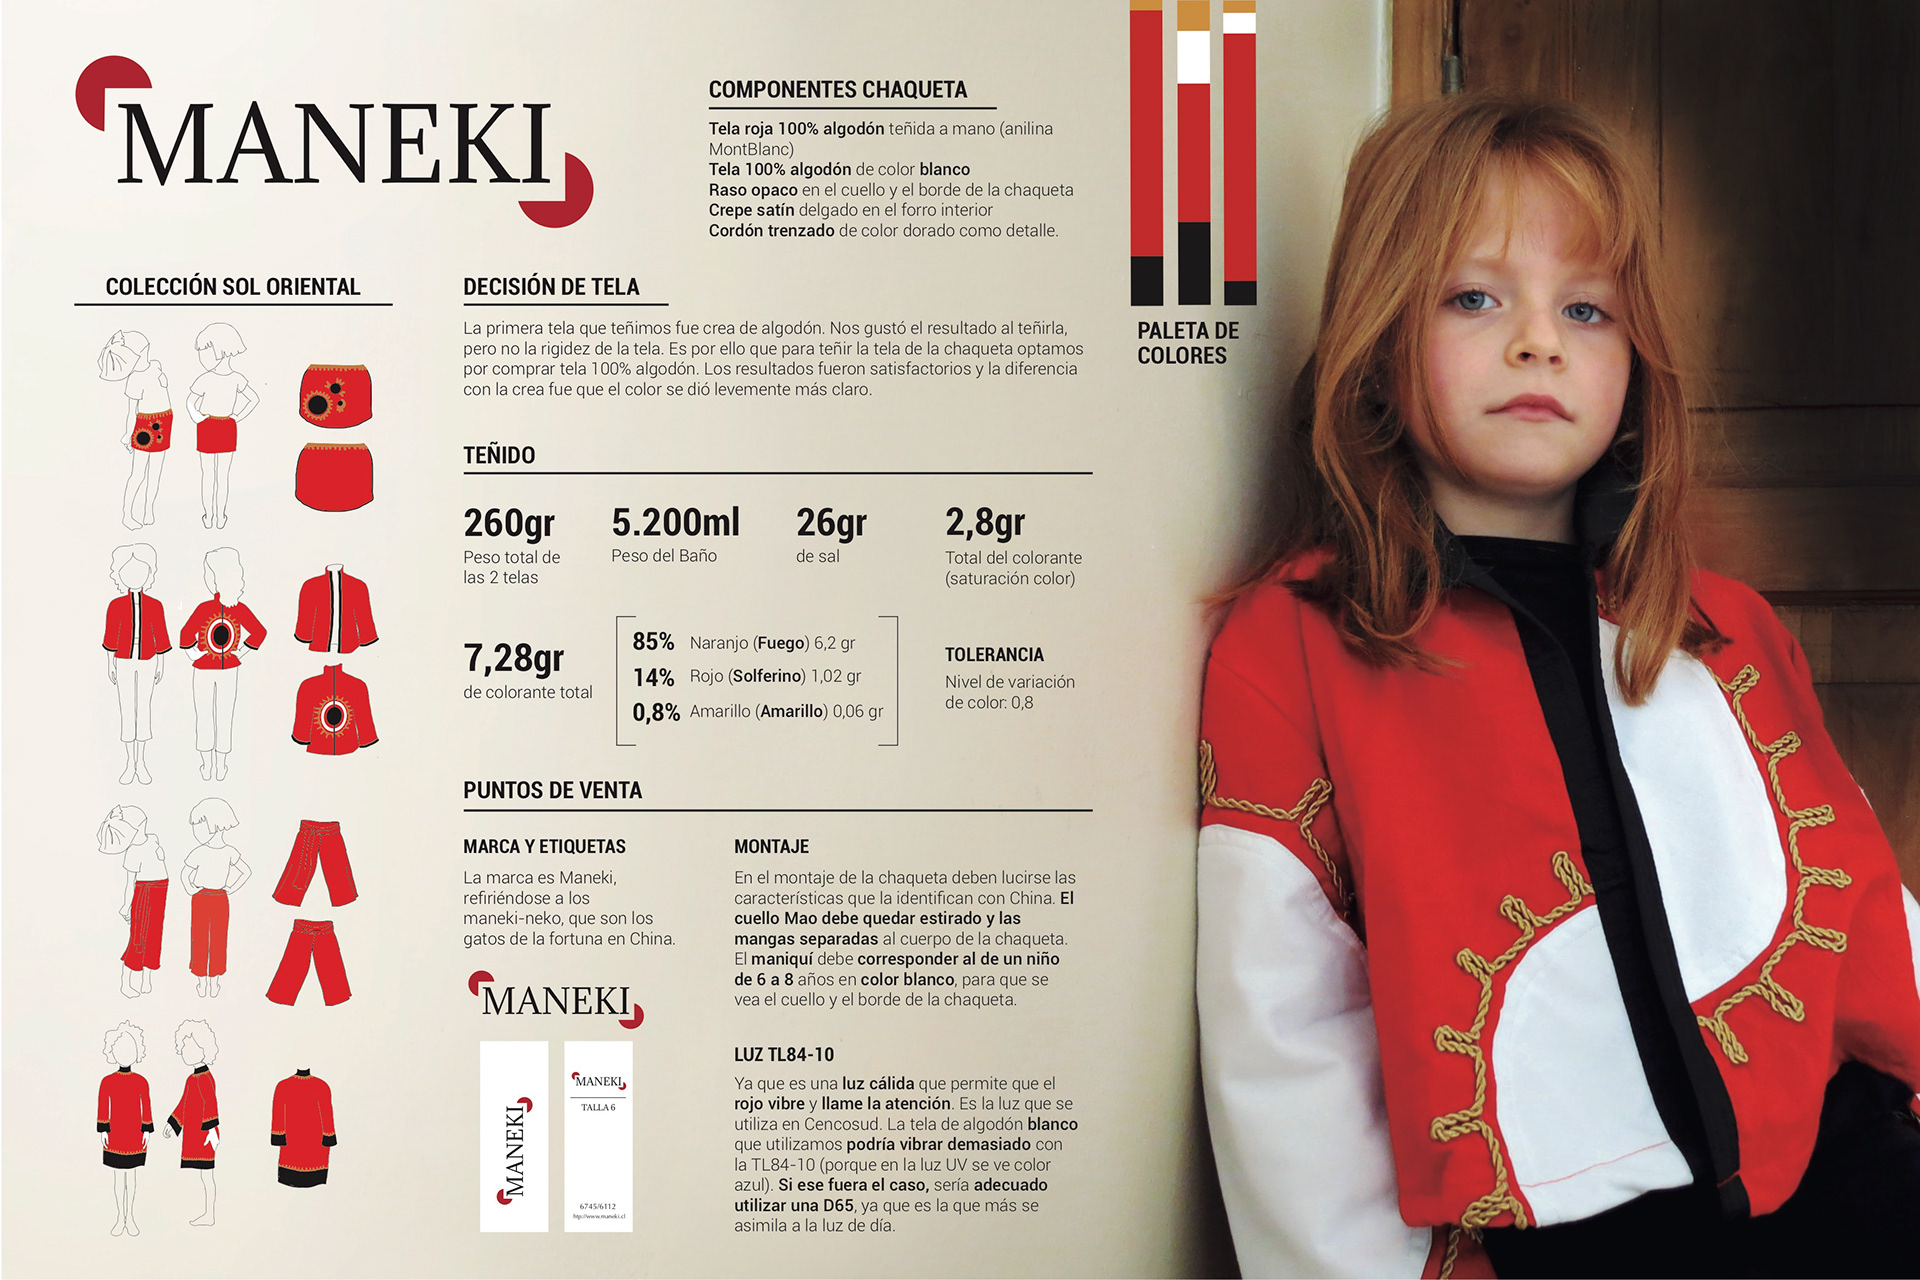 MANEKI
COMPONENTES CHAQUETA
Tela roja 100% algodón teñida a mano (anilina
MontBlanc)
Tela 100% algodón de color blanco
Raso opaco en el cuello y el borde de la chaqueta
Crepe satín delgado en el forro interior
Cordón trenzado de color dorado como detalle.
PALETA DE
COLORES
COLECCIÓN SOL ORIENTAL
DECISIÓN DE TELA
La primera tela que teñimos fue crea de algodón. Nos gustó el resultado al teñirla,
pero no la rigidez de la tela. Es por ello que para teñir la tela de la chaqueta optamos
por comprar tela 100% algodón. Los resultados fueron satisfactorios y la diferencia
con la crea fue que el color se dió levemente más claro.
TEÑIDO
260gr
Peso total de
las 2 telas
5.200ml
Peso del Baño
26gr
de sal
2,8gr
Total del colorante
(saturación color)
7,28gr
de colorante total
85% Naranjo (Fuego) 6,2 gr
14% Rojo (Solferino) 1,02 gr
0,8% Amarillo (Amarillo) 0,06 gr
TOLERANCIA
Nivel de variación
de color: 0,8
PUNTOS DE VENTA
MARCA Y ETIQUETAS
La marca es Maneki,
refiriéndose a los
maneki-neko, que son los
gatos de la fortuna en China.
MANEKI
MANEKI
MANEKI
TALLA 6
6745/6112
http://www.maneki.cl
MONTAJE
En el montaje de la chaqueta deben lucirse las
características que la identifican con China. El
cuello Mao debe quedar estirado y las
mangas separadas al cuerpo de la chaqueta.
El maniquí debe corresponder al de un niño
de 6 a 8 años en color blanco, para que se
vea el cuello y el borde de la chaqueta.
LUZ TL84-10
Ya que es una luz cálida que permite que el
rojo vibre y llame la atención. Es la luz que se
utiliza en Cencosud. La tela de algodón blanco
que utilizamos podría vibrar demasiado con
la TL84-10 (porque en la luz UV se ve color
azul). Si ese fuera el caso, sería adecuado
utilizar una D65, ya que es la que más se
asimila a la luz de día.